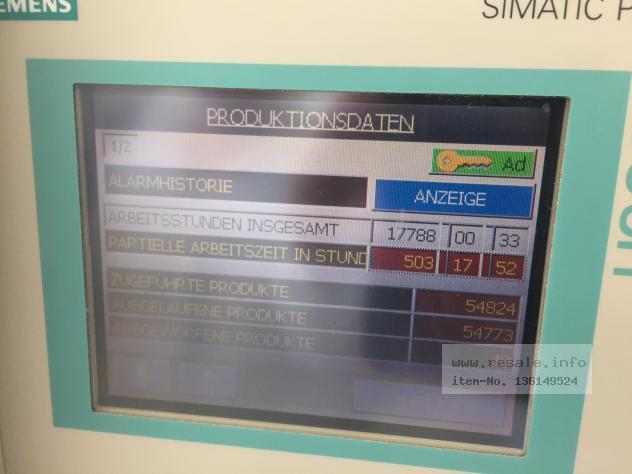 SIEMENS
SIMATIC P
PRODUKTIONSDATEN
1/2
Ad
ALARMHISTORIE ANZEIGE
ARBEITSSTUNDEN INSGESAMT 17788 00 33
PARTIELLE ARBEITSZEIT IN STUND 503 17 52
ZUGEFÜHRTE PRODUKTE 54824
AUSGELAUFENE PRODUKTE 54773
AUSGEWORFENE PRODUKTE
www.resale.info
item-No. 136149524